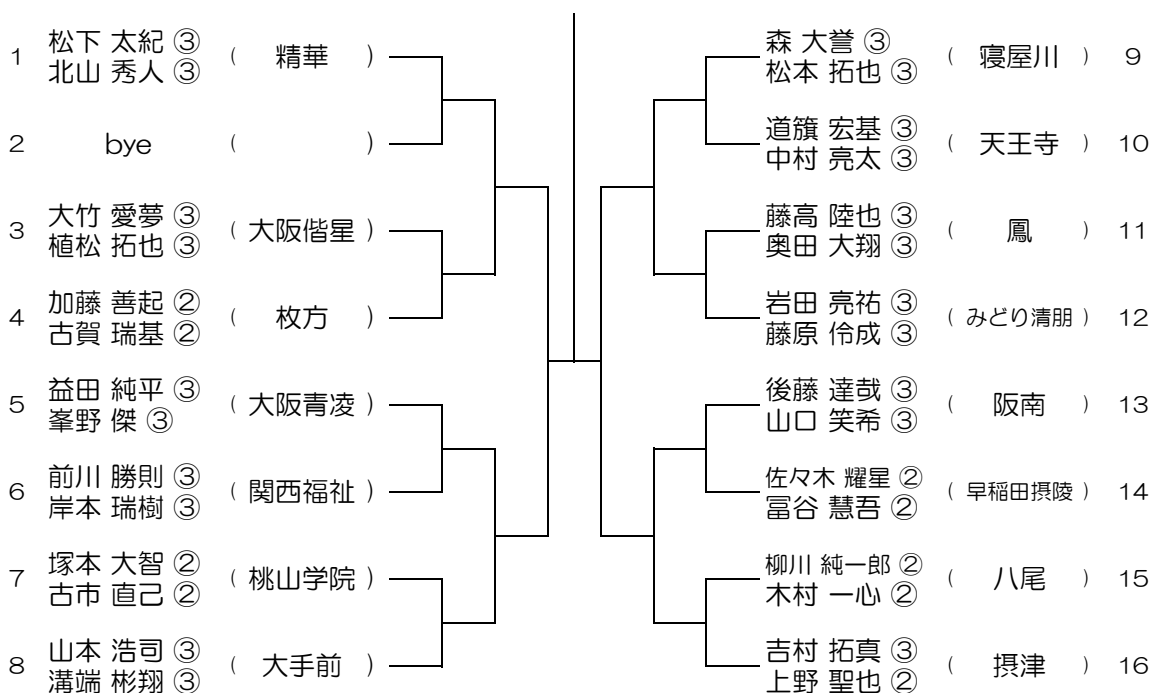 1 松下 太紀 ③ ( 精華 )
北山 秀人 ③
2 bye ( )
3 大竹 愛夢 ③ ( 大阪偕星 )
植松 拓也 ③
4 加藤 善起 ② ( 枚方 )
古賀 瑞基 ②
5 益田 純平 ③ ( 大阪青凌 )
峯野 傑 ③
6 前川 勝則 ③ ( 関西福祉 )
岸本 瑞樹 ③
7 塚本 大智 ② ( 桃山学院 )
古市 直己 ②
8 山本 浩司 ③ ( 大手前 )
溝端 彬翔 ③
森 大誉 ③ ( 寝屋川 ) 9
松本 拓也 ③
道籏 宏基 ③ ( 天王寺 ) 10
中村 亮太 ③
藤高 陸也 ③ ( 鳳 ) 11
奥田 大翔 ③
岩田 亮祐 ③ ( みどり清朋 ) 12
藤原 伶成 ③
後藤 達哉 ③ ( 阪南 ) 13
山口 笑希 ③
佐々木 耀星 ② ( 早稲田摂陵 ) 14
冨谷 慧吾 ②
柳川 純一郎 ② ( 八尾 ) 15
木村 一心 ②
吉村 拓真 ③ ( 摂津 ) 16
上野 聖也 ②